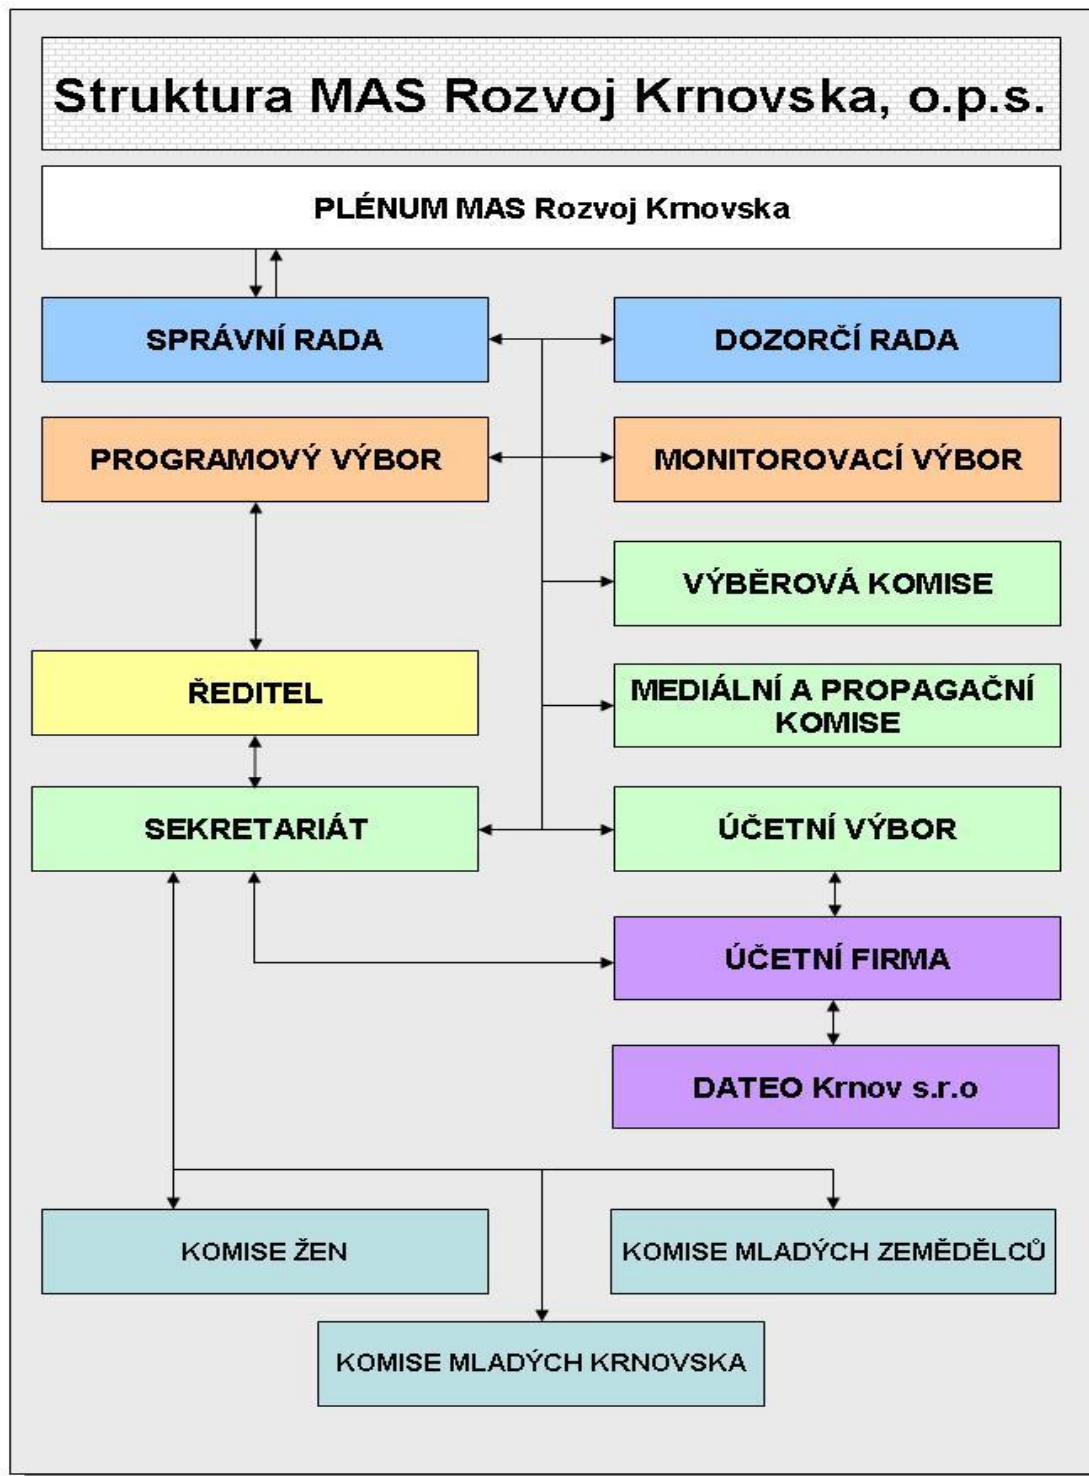 Struktura MAS Rozvoj Krnovska, o.p.s.
PLÉNUM MAS Rozvoj Krnovska
SPRÁVNÍ RADA
DOZORČÍ RADA
PROGRAMOVÝ VÝBOR
MONITOROVACÍ VÝBOR
VÝBĚROVÁ KOMISE
ŘEDITEL
MEDIÁLNÍ A PROPAGAČNÍ
KOMISE
SEKRETARIÁT
ÚČETNÍ VÝBOR
ÚČETNÍ FIRMA
DATEO Krnov s.r.o
KOMISE ŽEN
KOMISE MLADÝCH ZEMĚDĚLCŮ
KOMISE MLADÝCH KRNOVSKA